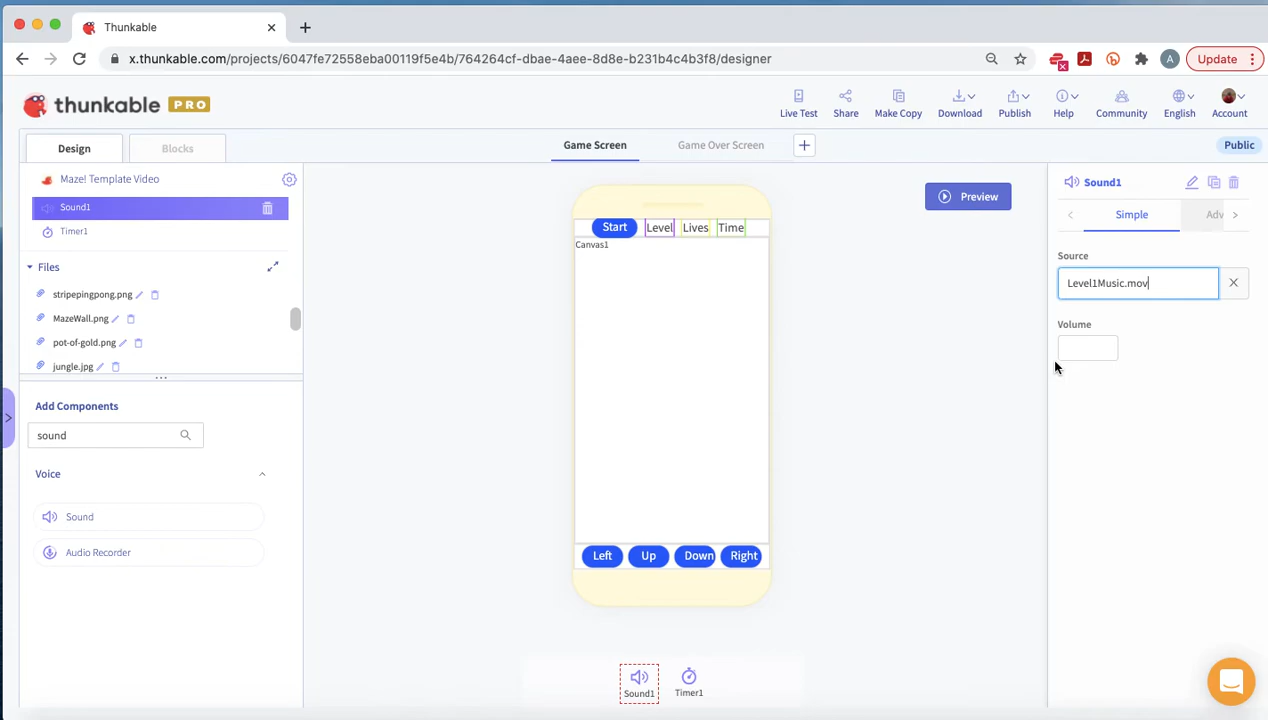 Thunkable
x.thunkable.com/projects/6047fe72558eba00119f5e4b/764264cf-dbae-4aee-8d8e-b231b4c4b3f8/designer
A
Update
thunkable PRO
Live Test
Share
Make Copy
Download
Publish
Help
Community
English
Account
Design
Blocks
Game Screen
Game Over Screen
Public
Maze! Template Video
Sound1
Timer1
Files
stripepingpong.png
MazeWall.png
pot-of-gold.png
jungle.jpg
Add Components
sound
Voice
Sound
Audio Recorder
Preview
Start
Level
Lives
Time
Canvas1
Left
Up
Down
Right
Sound1
Timer1
Sound1
Simple
Adv
Source
Level1Music.mov
Volume